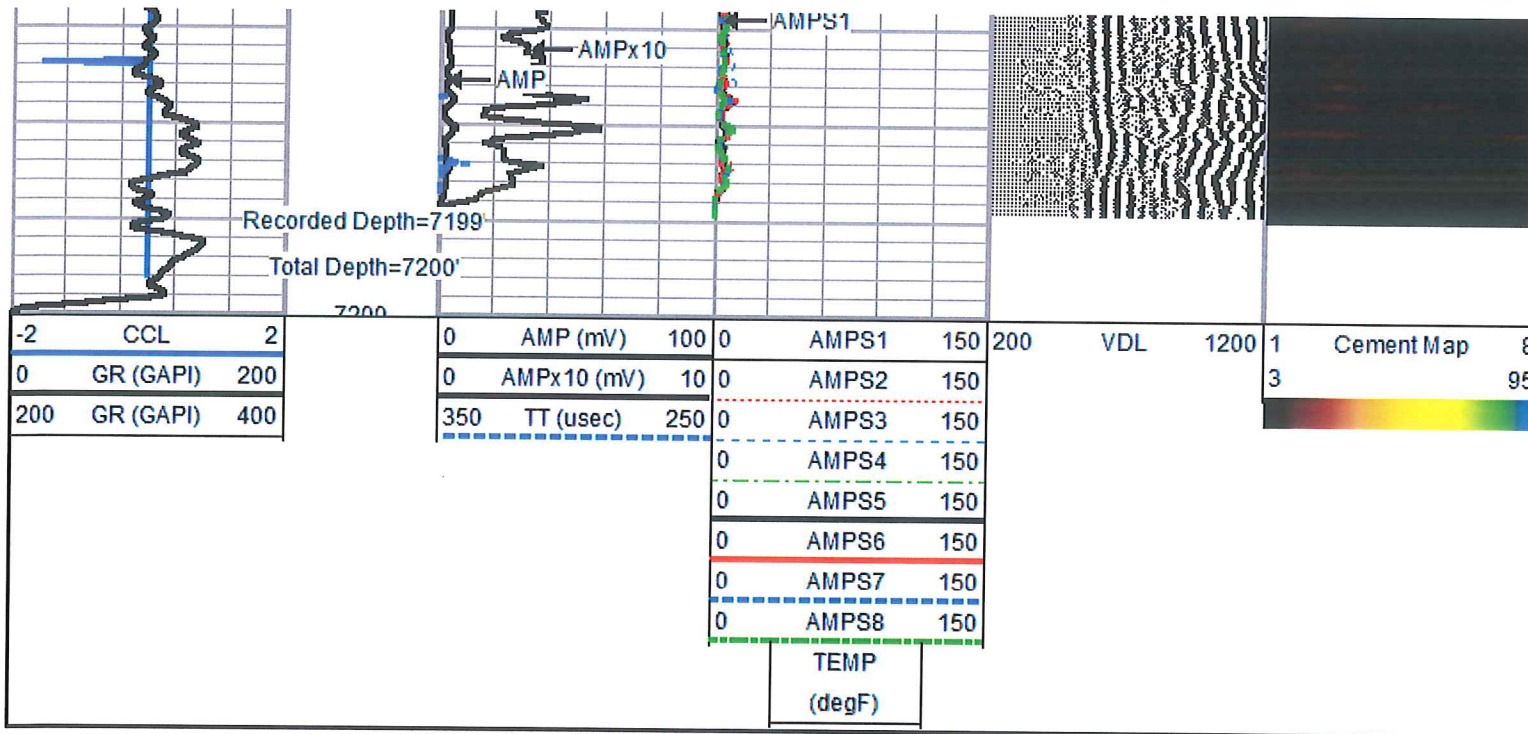 AMPS1
AMPx10
AMP
Recorded Depth=7199'
Total Depth=7200'
7200
-2 CCL 2
0 GR (GAPI) 200
200 GR (GAPI) 400
0 AMP (mV) 100
0 AMPx10 (mV) 10
350 TT (usec) 250
0 AMPS1 150
0 AMPS2 150
0 AMPS3 150
0 AMPS4 150
0 AMPS5 150
0 AMPS6 150
0 AMPS7 150
0 AMPS8 150
TEMP
(degF)
200 VDL 1200
1 Cement Map 8
3 95